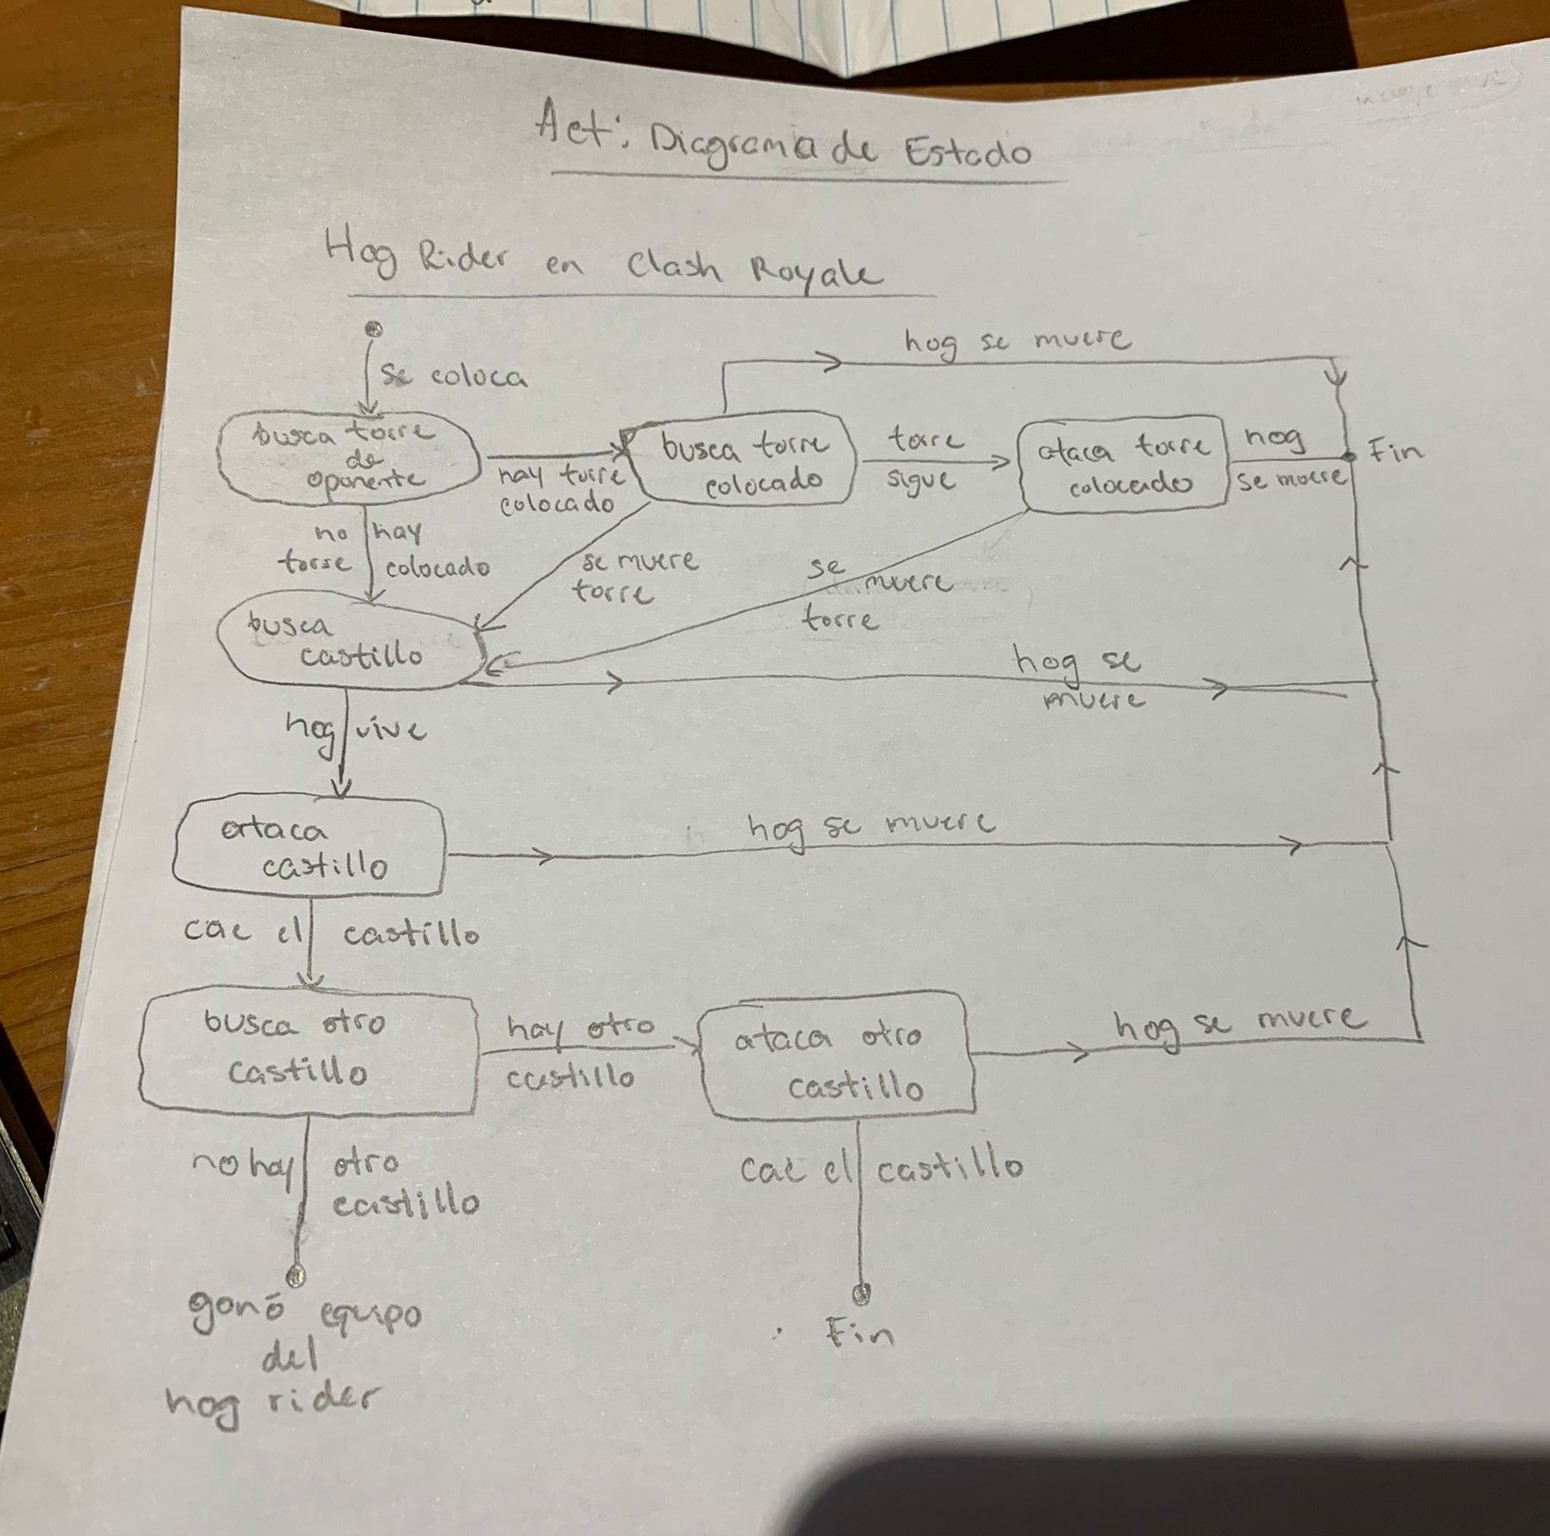 Act: Diagrama de Estado
Hog Rider en Clash Royale
hog se muere
se coloca
busca torre
de
oponente
hay torre
colocado
busca torre
colocado
torre
sigue
ataca torre
colocado
hog
se muere
Fin
no hay
torre colocado
se muere
torre
se muere
torre
busca
castillo
hog se
muere
hog vive
ataca
castillo
hog se muere
cae el castillo
busca otro
castillo
hay otro
castillo
ataca otro
castillo
hog se muere
no hay otro
castillo
cae el castillo
ganó equipo
del
hog rider
Fin